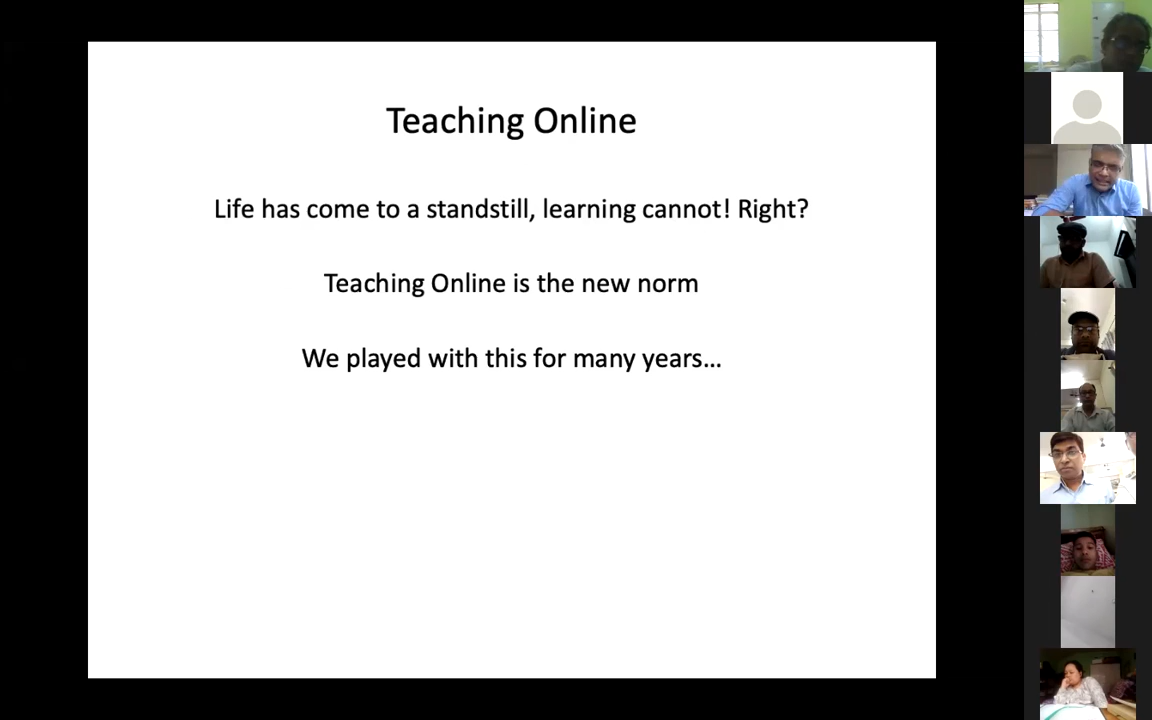 Teaching Online
Life has come to a standstill, learning cannot! Right?
Teaching Online is the new norm
We played with this for many years...